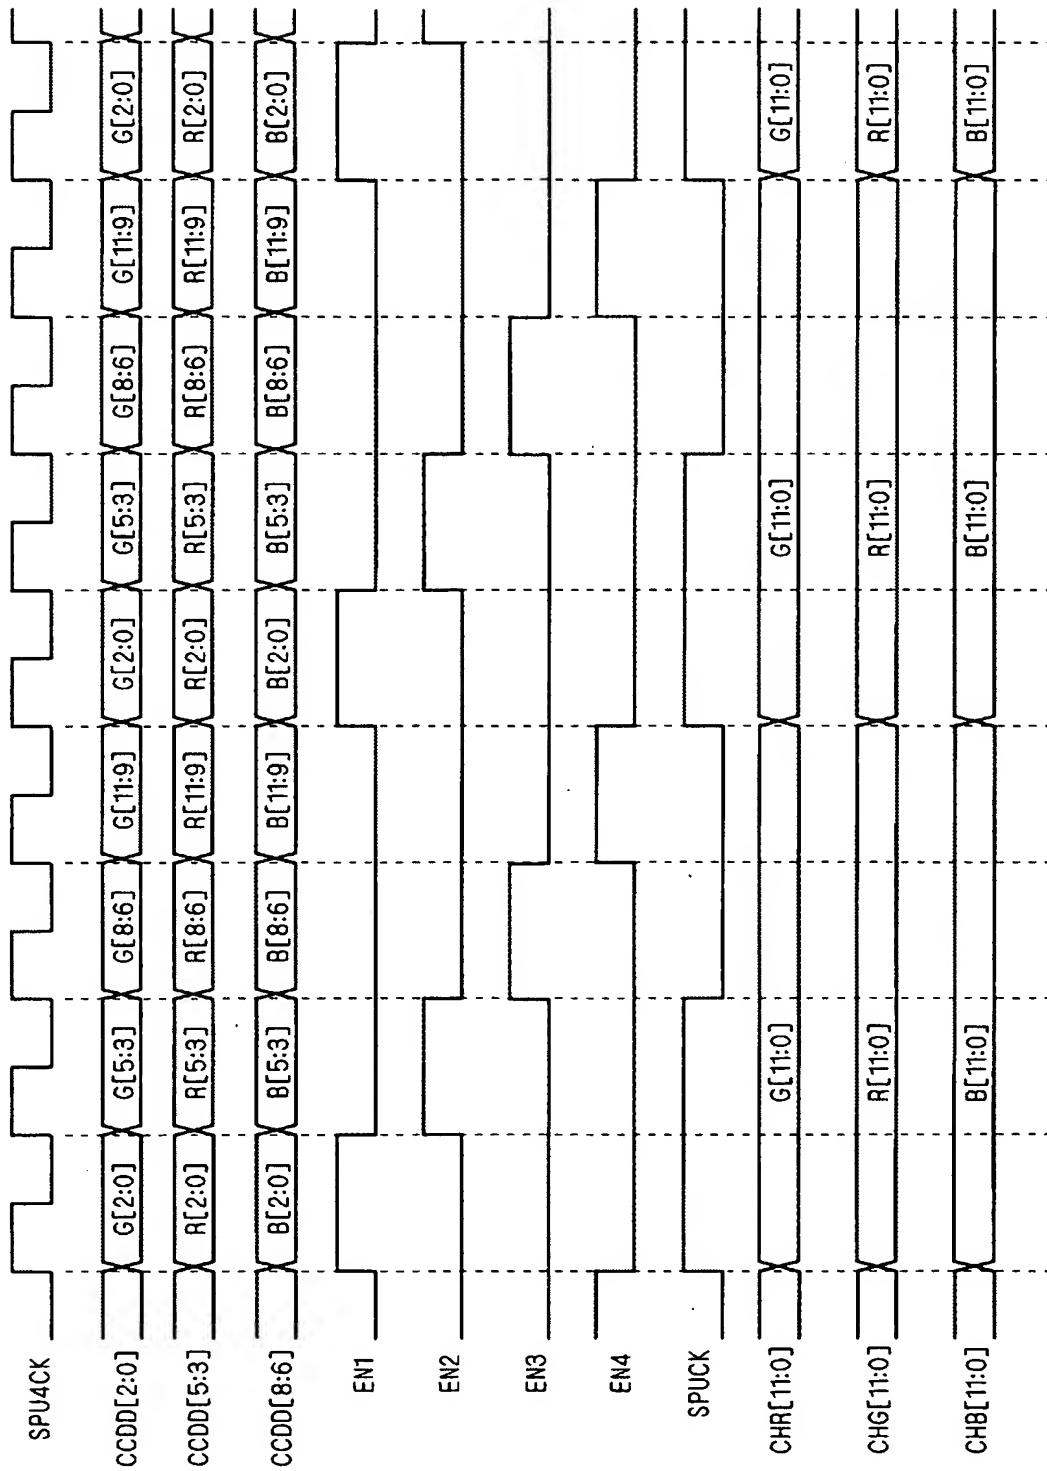 SPU4CK
CCDD[2:0] G[2:0] G[5:3] G[8:6] G[11:9] G[2:0] G[5:3] G[8:6] G[11:9] G[2:0]
CCDD[5:3] R[2:0] R[5:3] R[8:6] R[11:9] R[2:0] R[5:3] R[8:6] R[11:9] R[2:0]
CCDD[8:6] B[2:0] B[5:3] B[8:6] B[11:9] B[2:0] B[5:3] B[8:6] B[11:9] B[2:0]
EN1
EN2
EN3
EN4
SPUCK
CHR[11:0] G[11:0] G[11:0] G[11:0]
CHG[11:0] R[11:0] R[11:0] R[11:0]
CHB[11:0] B[11:0] B[11:0] B[11:0]